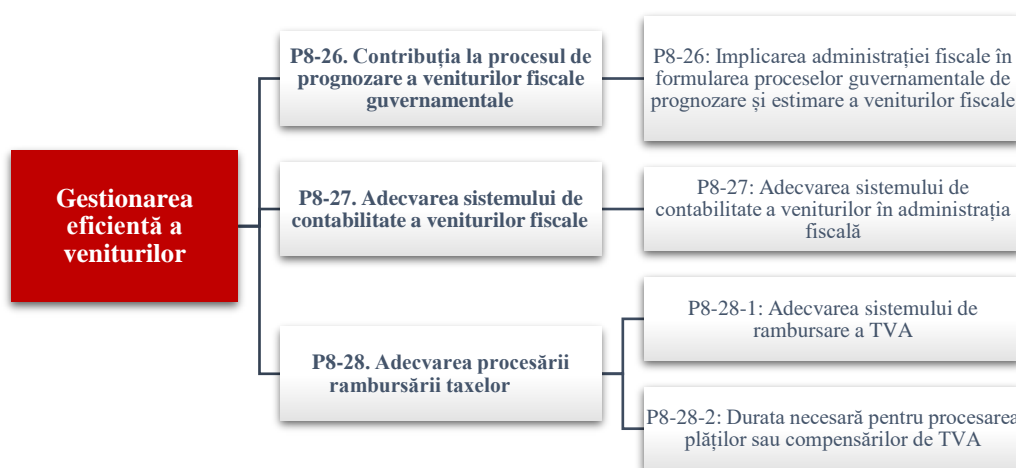 Gestionarea
eficientă a
veniturilor
P8-26. Contribuția la procesul de
prognozare a veniturilor fiscale
guvernamentale
P8-26: Implicarea administrației fiscale în
formularea proceselor guvernamentale de
prognozare și estimare a veniturilor fiscale
P8-27. Adecvarea sistemului de
contabilitate a veniturilor fiscale
P8-27: Adecvarea sistemului de
contabilitate a veniturilor în administrația
fiscală
P8-28. Adecvarea procesării
rambursării taxelor
P8-28-1: Adecvarea sistemului de
rambursare a TVA
P8-28-2: Durata necesară pentru procesarea
plăților sau compensărilor de TVA